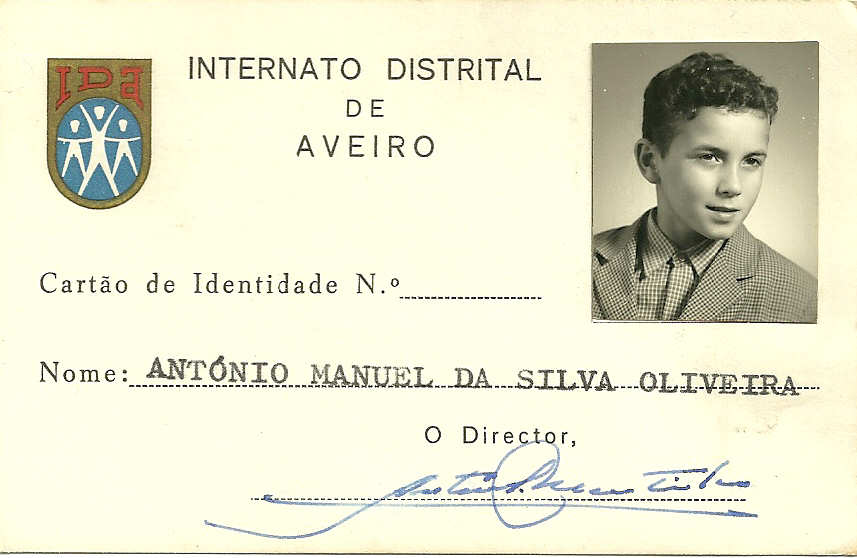 IDA
INTERNATO DISTRITAL
DE
AVEIRO
Cartão de Identidade N.º
Nome: ANTÓNIO MANUEL DA SILVA OLIVEIRA
O Director,